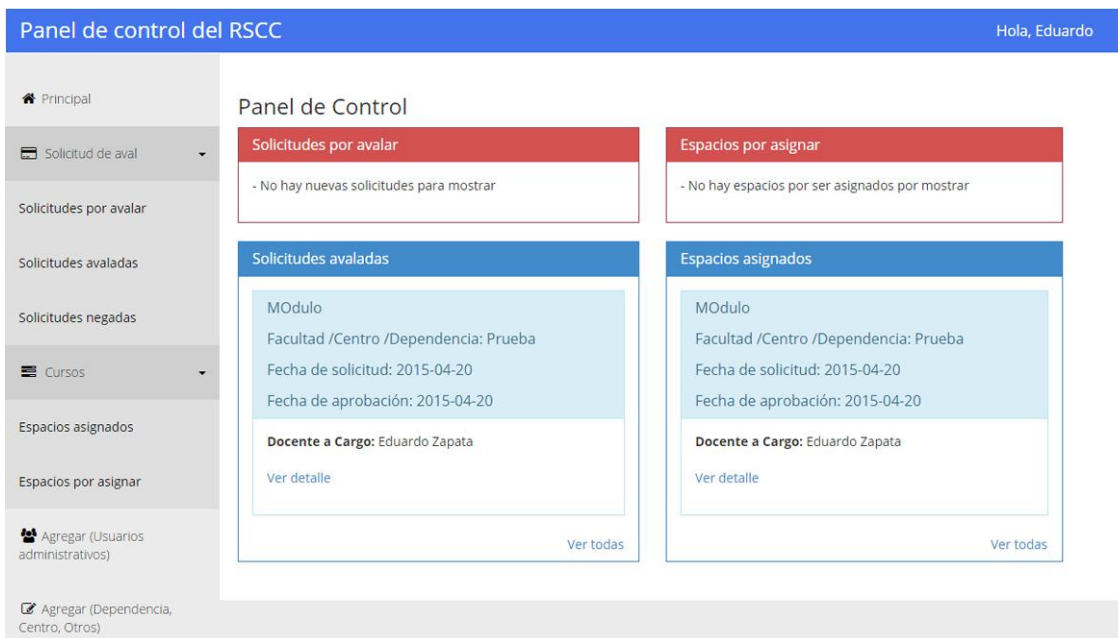 Panel de control del RSCC
Hola, Eduardo
Principal
Solicitud de aval
Solicitudes por avalar
Solicitudes avaladas
Solicitudes negadas
Cursos
Espacios asignados
Espacios por asignar
Agregar (Usuarios
administrativos)
Agregar (Dependencia,
Centro, Otros)
Panel de Control
Solicitudes por avalar
- No hay nuevas solicitudes para mostrar
Espacios por asignar
- No hay espacios por ser asignados por mostrar
Solicitudes avaladas
MOdulo
Facultad /Centro /Dependencia: Prueba
Fecha de solicitud: 2015-04-20
Fecha de aprobación: 2015-04-20
Docente a Cargo: Eduardo Zapata
Ver detalle
Ver todas
Espacios asignados
MOdulo
Facultad /Centro /Dependencia: Prueba
Fecha de solicitud: 2015-04-20
Fecha de aprobación: 2015-04-20
Docente a Cargo: Eduardo Zapata
Ver detalle
Ver todas